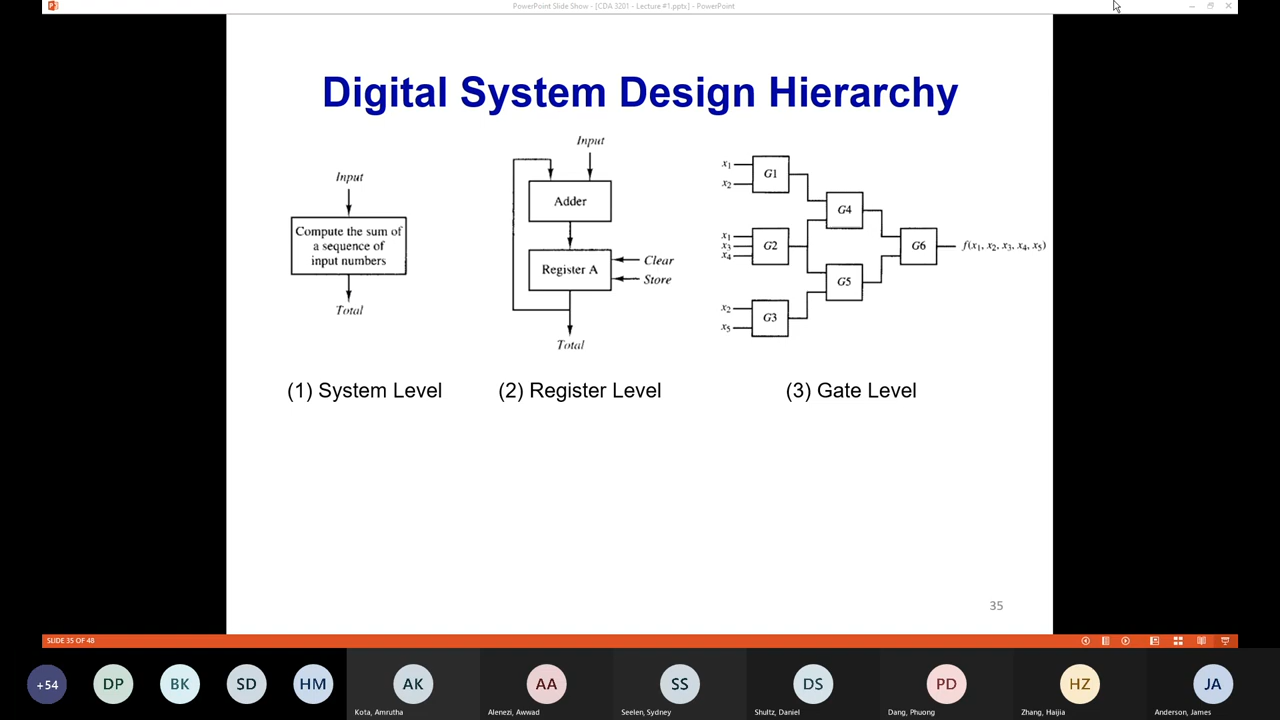 PowerPoint Slide Show - [CDA 3201 - Lecture #1.ppts] - PowerPoint
Digital System Design Hierarchy
Input
Compute the sum of
a sequence of
input numbers
Total
(1) System Level
Input
Adder
Register A
Clear
Store
Total
(2) Register Level
x1
x2
G1
x1
x3
x4
G2
x2
x5
G3
G4
G5
G6
f(x1, x2, x3, x4, x5)
(3) Gate Level
35
SLIDE 35 OF 48
+54
DP
BK
SD
HM
AK
Kota, Amrutha
AA
Alenezi, Awwad
SS
Seelen, Sydney
DS
Shultz, Daniel
PD
Dang, Phuong
HZ
Zhang, Haijia
JA
Anderson, James